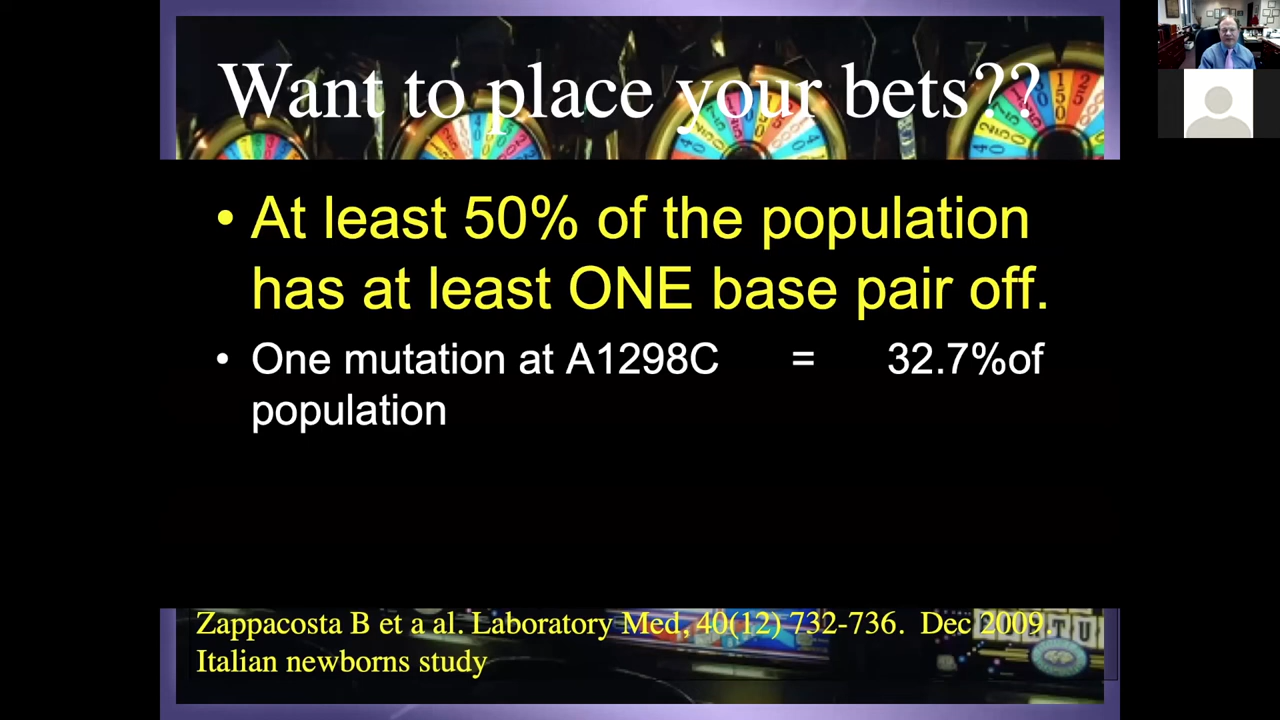 Want to place your bets??
• At least 50% of the population
has at least ONE base pair off.
• One mutation at A1298C = 32.7%of
population
Zappacosta B et a al. Laboratory Med, 40(12) 732-736. Dec 2009.
Italian newborns study